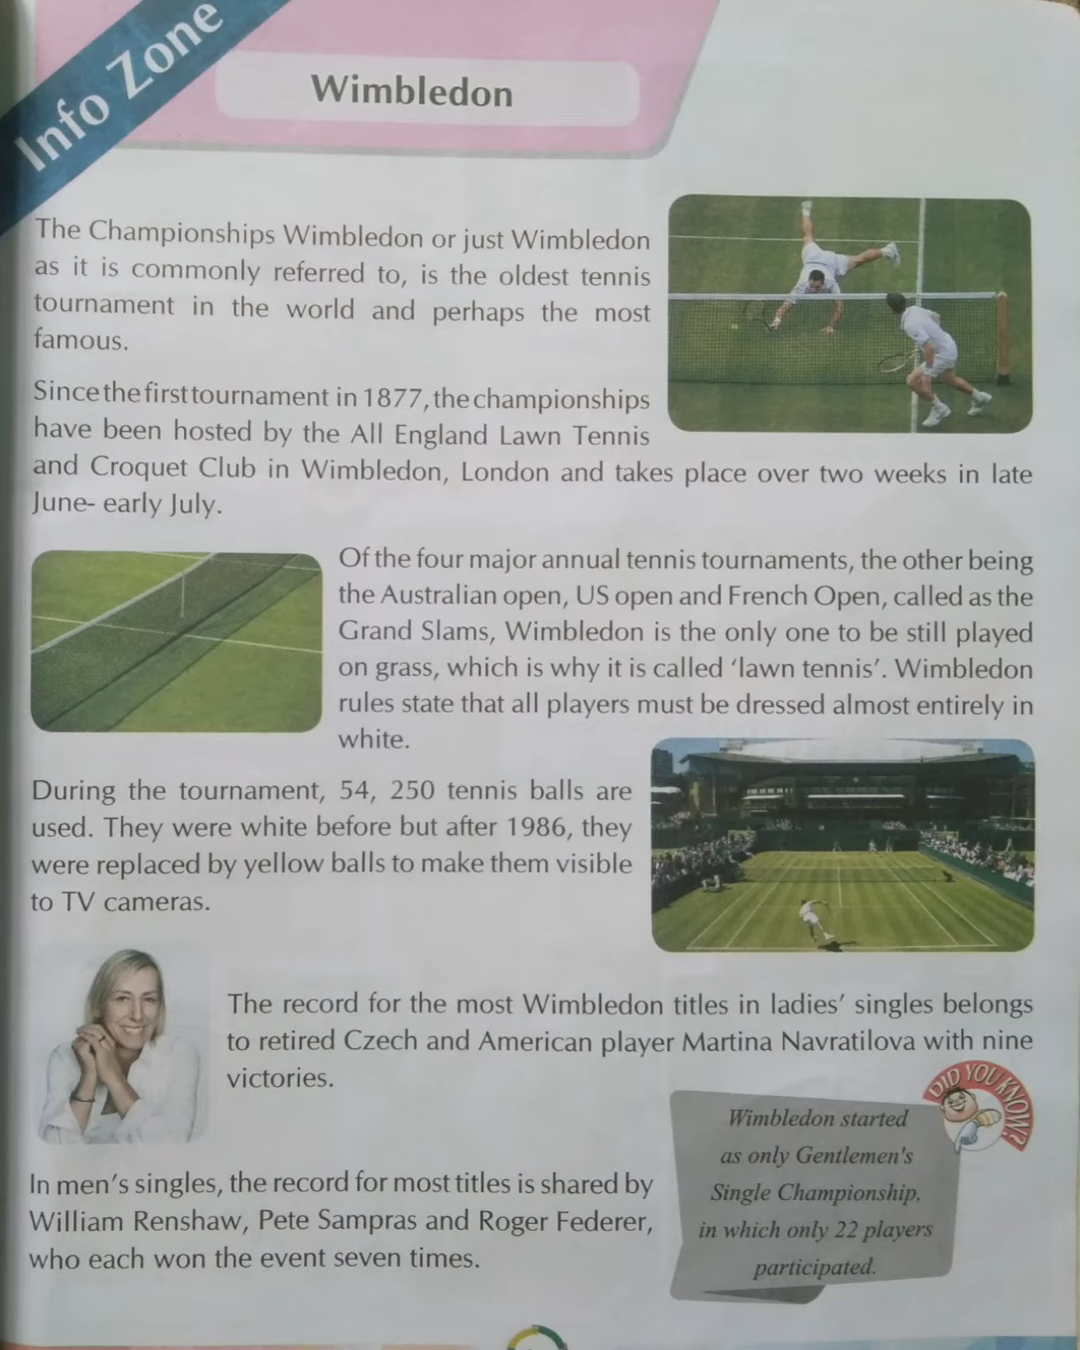 Info Zone
Wimbledon
The Championships Wimbledon or just Wimbledon
as it is commonly referred to, is the oldest tennis
tournament in the world and perhaps the most
famous.
Since the first tournament in 1877, the championships
have been hosted by the All England Lawn Tennis
and Croquet Club in Wimbledon, London and takes place over two weeks in late
June- early July.
Of the four major annual tennis tournaments, the other being
the Australian open, US open and French Open, called as the
Grand Slams, Wimbledon is the only one to be still played
on grass, which is why it is called ‘lawn tennis’. Wimbledon
rules state that all players must be dressed almost entirely in
white.
During the tournament, 54, 250 tennis balls are
used. They were white before but after 1986, they
were replaced by yellow balls to make them visible
to TV cameras.
The record for the most Wimbledon titles in ladies’ singles belongs
to retired Czech and American player Martina Navratilova with nine
victories.
In men’s singles, the record for most titles is shared by
William Renshaw, Pete Sampras and Roger Federer,
who each won the event seven times.
DID YOU KNOW?
Wimbledon started
as only Gentlemen's
Single Championship,
in which only 22 players
participated.